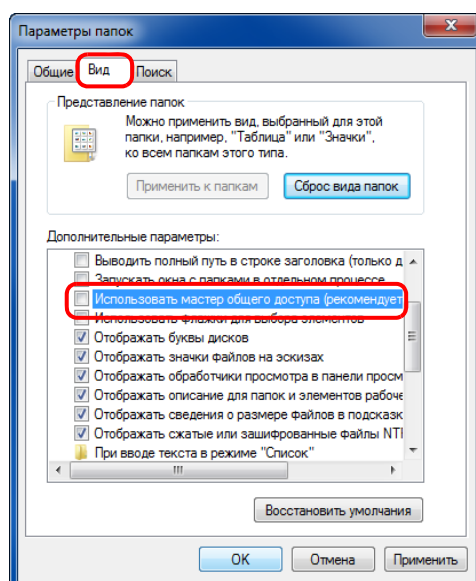 Параметры папок
Общие Вид Поиск
Представление папок
Можно применить вид, выбранный для этой
папки, например, "Таблица" или "Значки",
ко всем папкам этого типа.
Применить к папкам Сброс вида папок
Дополнительные параметры:
Выводить полный путь в строке заголовка (только д
Запускать окна с папками в отдельном процессе
Использовать мастер общего доступа (рекомендует
Использовать флажки для выбора элементов
Отображать буквы дисков
Отображать значки файлов на эскизах
Отображать обработчики просмотра в панели просм
Отображать описание для папок и элементов рабоче
Отображать сведения о размере файлов в подсказк
Отображать сжатые или зашифрованные файлы NTI
При вводе текста в режиме "Список"
Восстановить умолчания
OK Отмена Применить